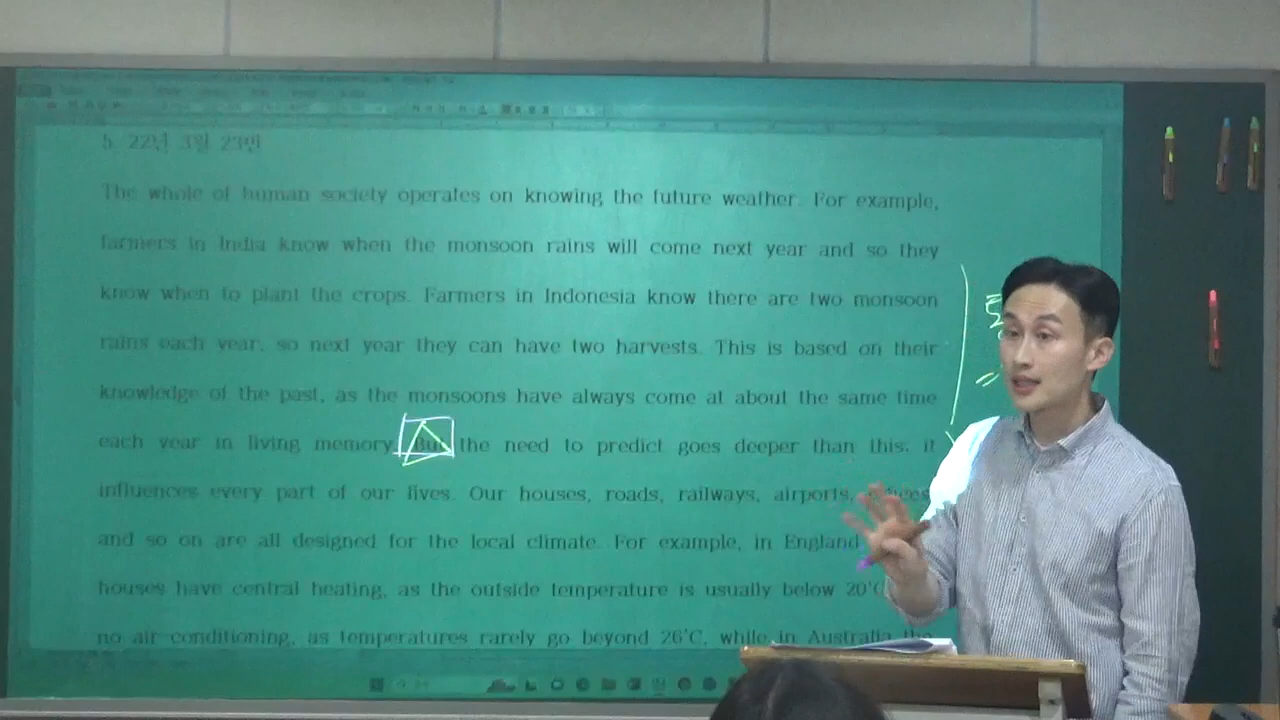 5. 22년 3월 23번
The whole of human society operates on knowing the future weather. For example,
farmers in India know when the monsoon rains will come next year and so they
know when to plant the crops. Farmers in Indonesia know there are two monsoon
rains each year, so next year they can have two harvests. This is based on their
knowledge of the past, as the monsoons have always come at about the same time
each year in living memory. But the need to predict goes deeper than this; it
influences every part of our lives. Our houses, roads, railways, airports, offices,
and so on are all designed for the local climate. For example, in England
houses have central heating, as the outside temperature is usually below 20°C
no air conditioning, as temperatures rarely go beyond 26°C, while in Australia the